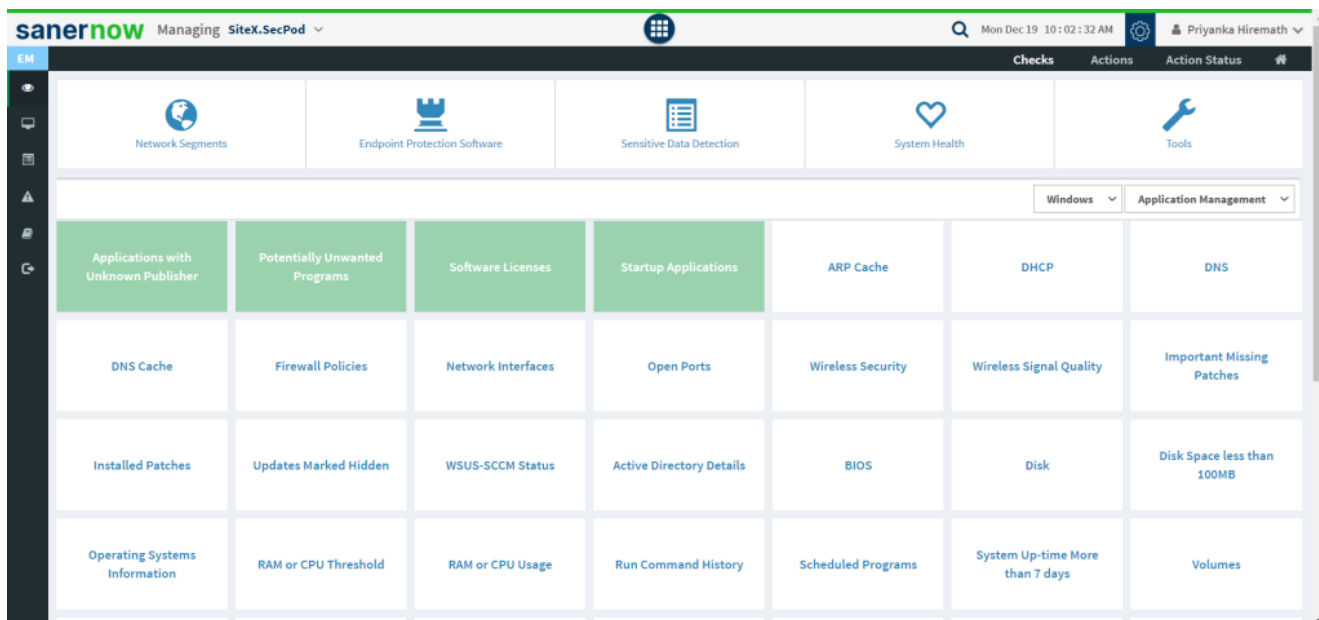 sanernow Managing SiteX.SecPod
Mon Dec 19 10:02:32 AM
Priyanka Hiremath
EM
Checks Actions Action Status
Network Segments
Endpoint Protection Software
Sensitive Data Detection
System Health
Tools
Windows
Application Management
Applications with
Unknown Publisher
Potentially Unwanted
Programs
Software Licenses
Startup Applications
ARP Cache
DHCP
DNS
DNS Cache
Firewall Policies
Network Interfaces
Open Ports
Wireless Security
Wireless Signal Quality
Important Missing
Patches
Installed Patches
Updates Marked Hidden
WSUS-SCCM Status
Active Directory Details
BIOS
Disk
Disk Space less than
100MB
Operating Systems
Information
RAM or CPU Threshold
RAM or CPU Usage
Run Command History
Scheduled Programs
System Up-time More
than 7 days
Volumes